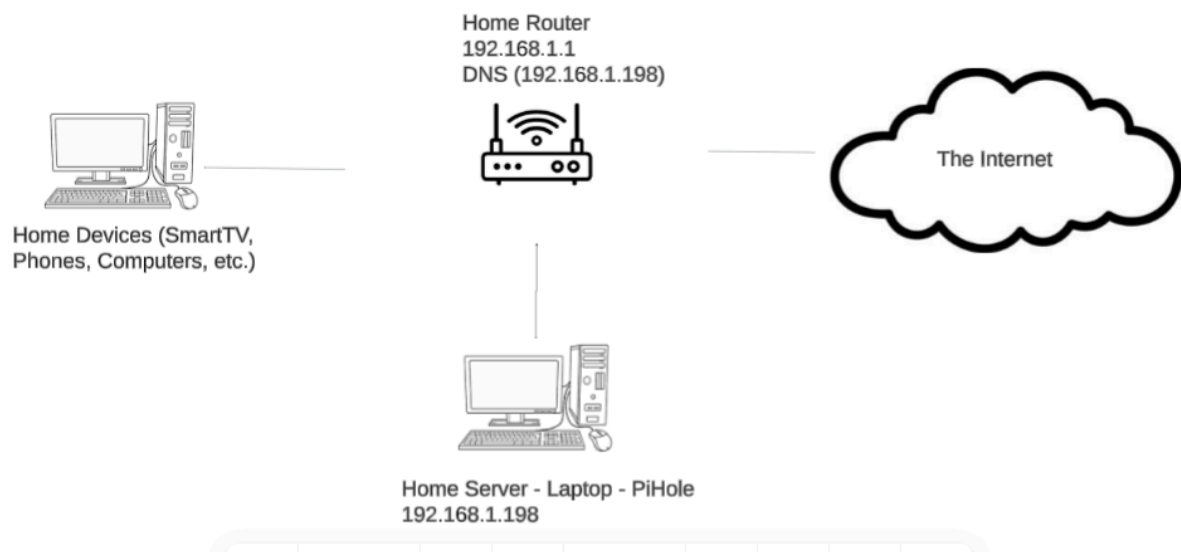 Home Router
192.168.1.1
DNS (192.168.1.198)
The Internet
Home Devices (SmartTV,
Phones, Computers, etc.)
Home Server - Laptop - PiHole
192.168.1.198